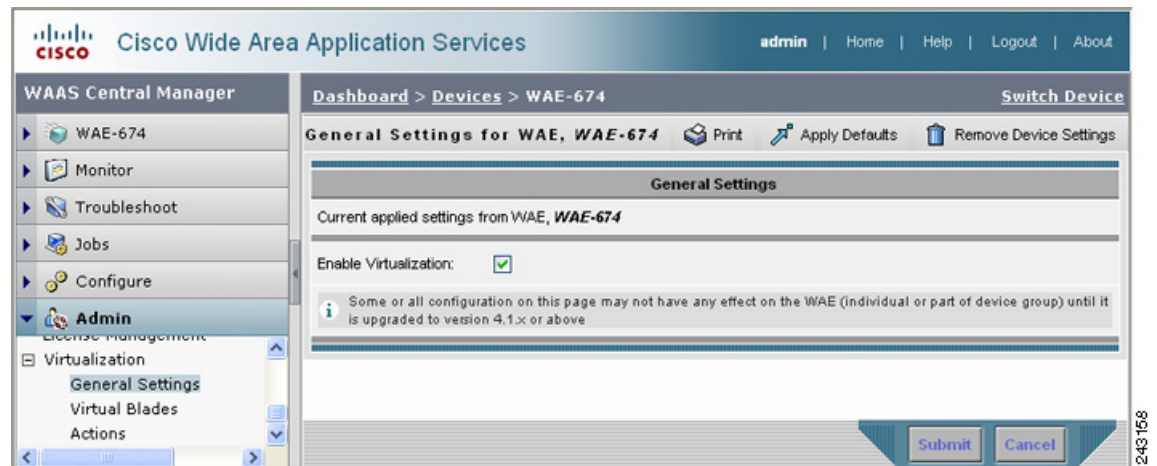 CISCO
Cisco Wide Area Application Services
admin | Home | Help | Logout | About
WAAS Central Manager
WAE-674
Monitor
Troubleshoot
Jobs
Configure
Admin
License Management
Virtualization
General Settings
Virtual Blades
Actions
Dashboard > Devices > WAE-674
Switch Device
General Settings for WAE, WAE-674
Print
Apply Defaults
Remove Device Settings
General Settings
Current applied settings from WAE, WAE-674
Enable Virtualization:
Some or all configuration on this page may not have any effect on the WAE (individual or part of device group) until it
is upgraded to version 4.1.x or above
Submit
Cancel
243158